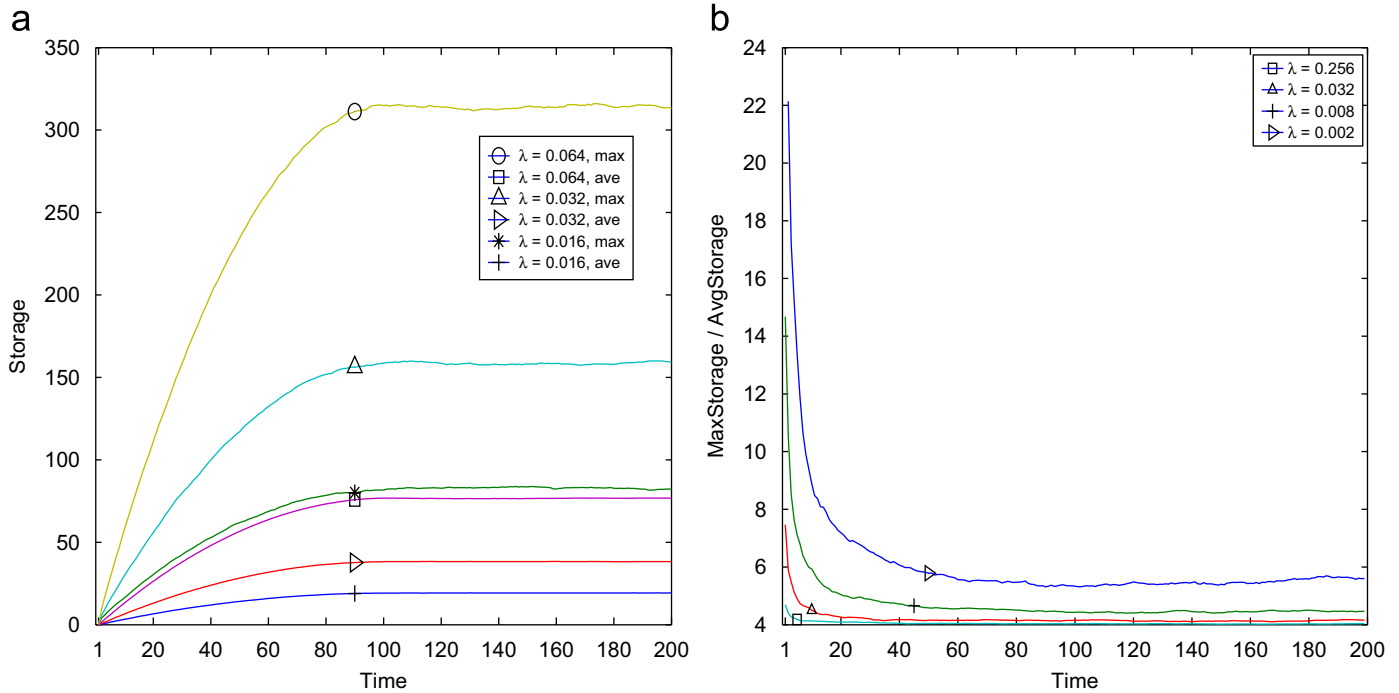 a
350
300
250
200
150
100
50
0
Storage
1 20 40 60 80 100 120 140 160 180 200
Time
λ = 0.064, max
λ = 0.064, ave
λ = 0.032, max
λ = 0.032, ave
λ = 0.016, max
λ = 0.016, ave
b
24
22
20
18
16
14
12
10
8
6
4
MaxStorage / AvgStorage
1 20 40 60 80 100 120 140 160 180 200
Time
λ = 0.256
λ = 0.032
λ = 0.008
λ = 0.002